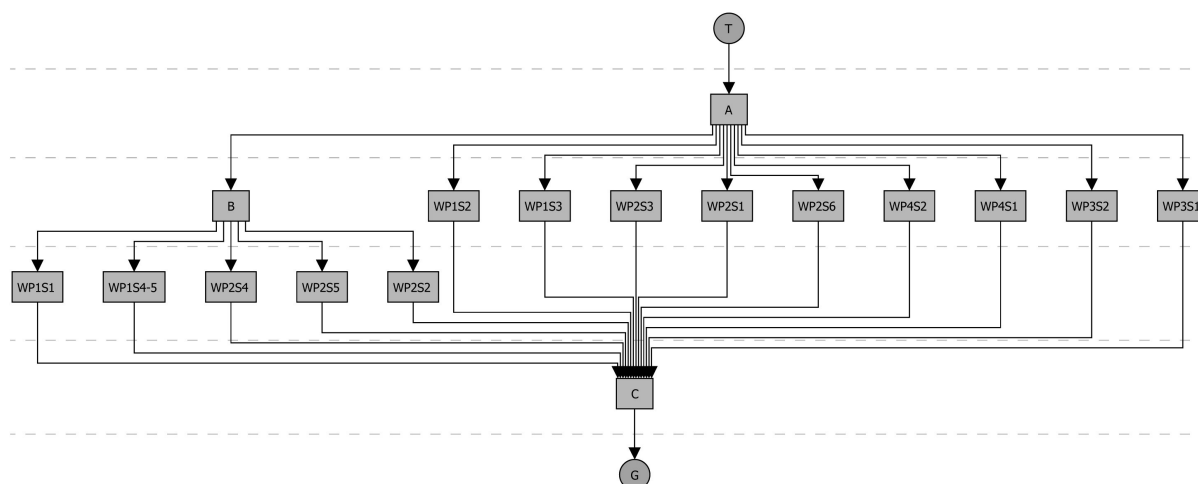 T
A
B
WP1S2
WP1S3
WP2S3
WP2S1
WP2S6
WP4S2
WP4S1
WP3S2
WP3S1
WP1S1
WP1S4-5
WP2S4
WP2S5
WP2S2
C
G